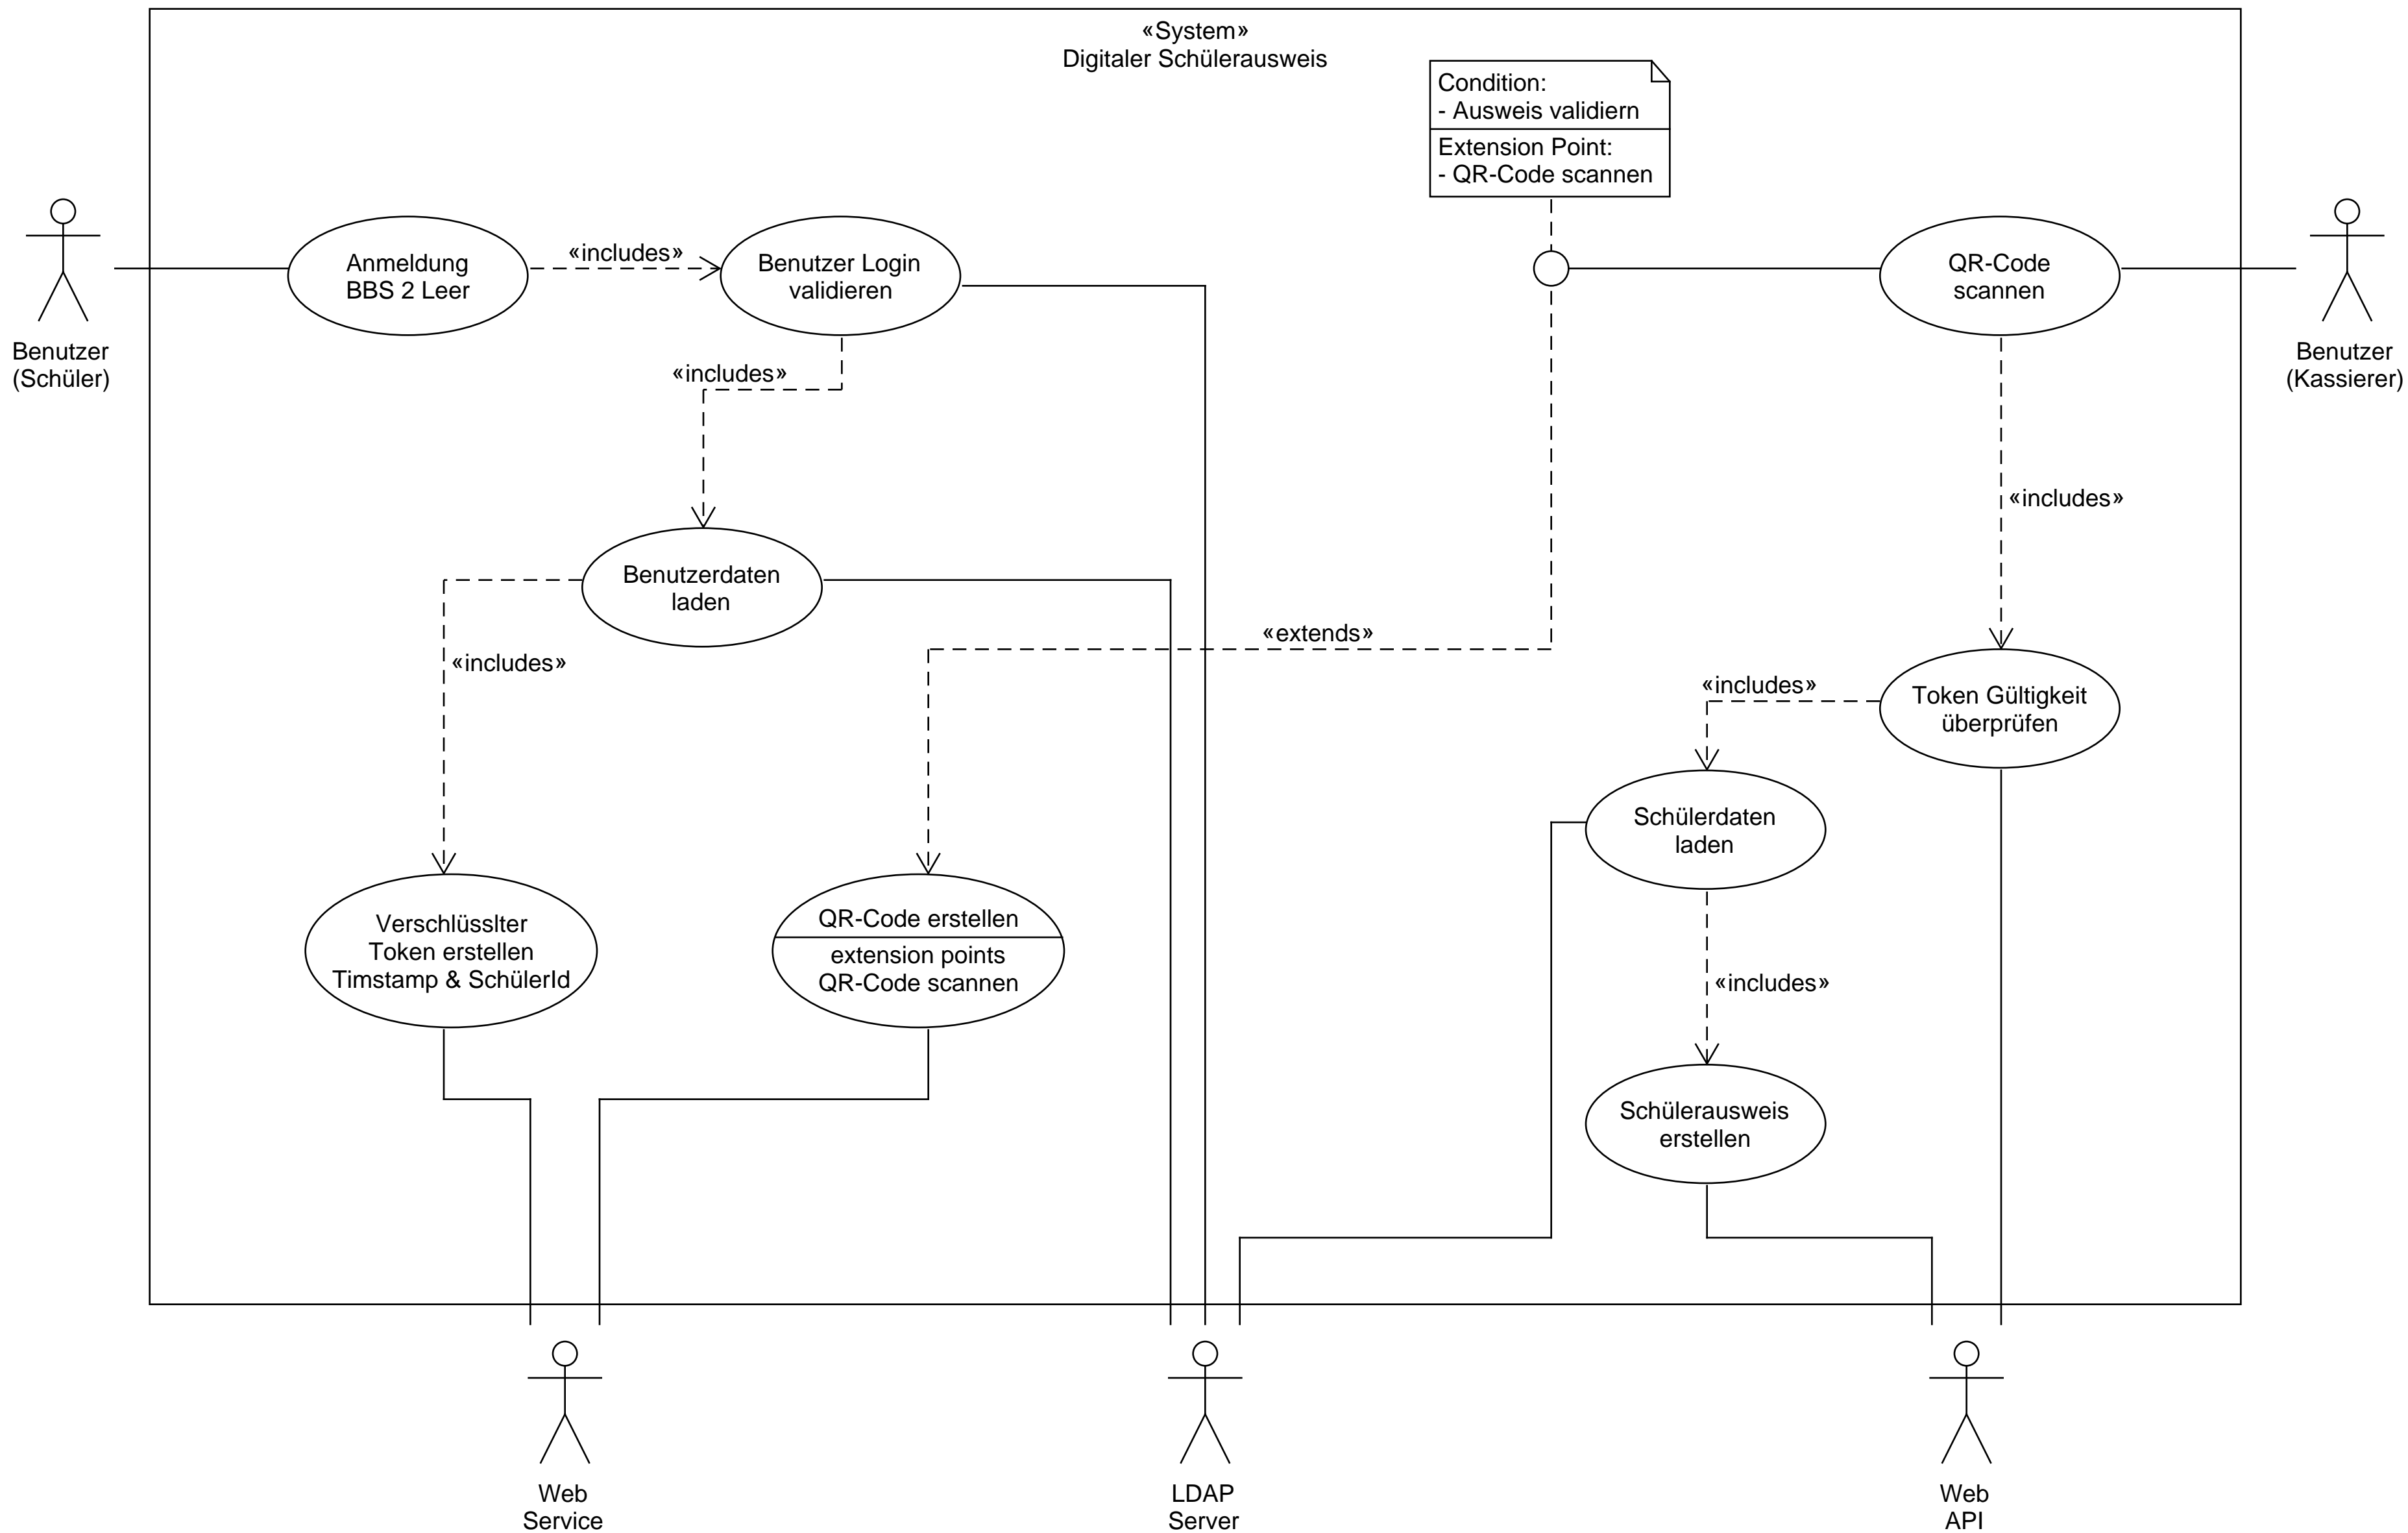 «System»
Digitaler Schülerausweis
Condition:
- Ausweis validiern
Extension Point:
- QR-Code scannen
Benutzer
(Schüler)
Anmeldung
BBS 2 Leer
«includes»
Benutzer Login
validieren
QR-Code
scannen
Benutzer
(Kassierer)
«includes»
«includes»
Benutzerdaten
laden
«includes»
«extends»
«includes»
Token Gültigkeit
überprüfen
Schülerdaten
laden
Verschlüsslter
Token erstellen
Timstamp & SchülerId
QR-Code erstellen
extension points
QR-Code scannen
«includes»
Schülerausweis
erstellen
Web
Service
LDAP
Server
Web
API